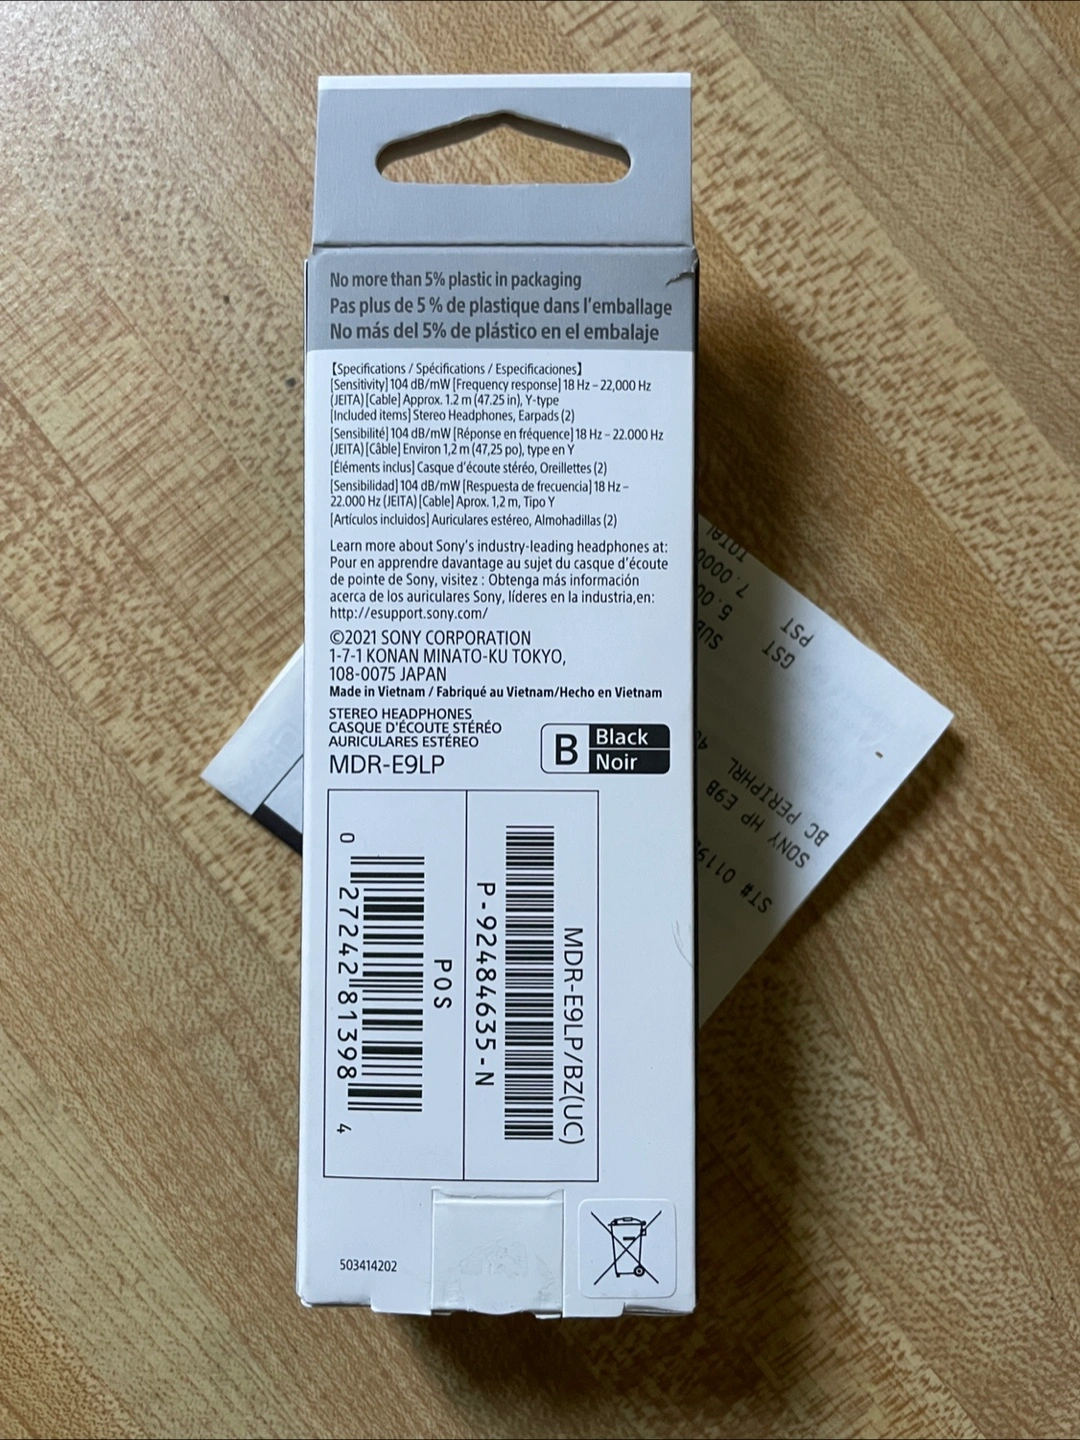 No more than 5% plastic in packaging
Pas plus de 5 % de plastique dans l'emballage
No más del 5% de plástico en el embalaje
【Specifications / Spécifications / Especificaciones】
[Sensitivity] 104 dB/mW [Frequency response] 18 Hz – 22,000 Hz
(JEITA) [Cable] Approx. 1.2 m (47.25 in), Y-type
[Included items] Stereo Headphones, Earpads (2)
[Sensibilité] 104 dB/mW [Réponse en fréquence] 18 Hz – 22.000 Hz
(JEITA) [Câble] Environ 1,2 m (47,25 po), type en Y
[Éléments inclus] Casque d'écoute stéréo, Oreillettes (2)
[Sensibilidad] 104 dB/mW [Respuesta de frecuencia] 18 Hz –
22.000 Hz (JEITA) [Cable] Aprox. 1,2 m, Tipo Y
[Artículos incluidos] Auriculares estéreo, Almohadillas (2)
Learn more about Sony's industry-leading headphones at:
Pour en apprendre davantage au sujet du casque d'écoute
de pointe de Sony, visitez : Obtenga más información
acerca de los auriculares Sony, líderes en la industria,en:
http://esupport.sony.com/
©2021 SONY CORPORATION
1-7-1 KONAN MINATO-KU TOKYO,
108-0075 JAPAN
Made in Vietnam / Fabriqué au Vietnam/Hecho en Vietnam
STEREO HEADPHONES
CASQUE D'ÉCOUTE STÉRÉO
AURICULARES ESTÉREO
MDR-E9LP
B Black
Noir
MDR-E9LP/BZ(UC)
P-92484635-N
POS
0 27242 81398 4
503414202
ST# 0119
SONY HP E9B
BC PERIPHRL
SUB
GST 5.00
PST 7.0000
TOTAL